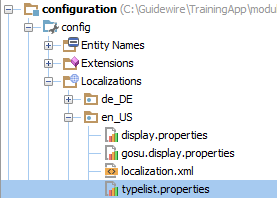 configuration (C:\Guidewire\TrainingApp\modu
config
Entity Names
Extensions
Localizations
de_DE
en_US
display.properties
gosu.display.properties
localization.xml
typelist.properties